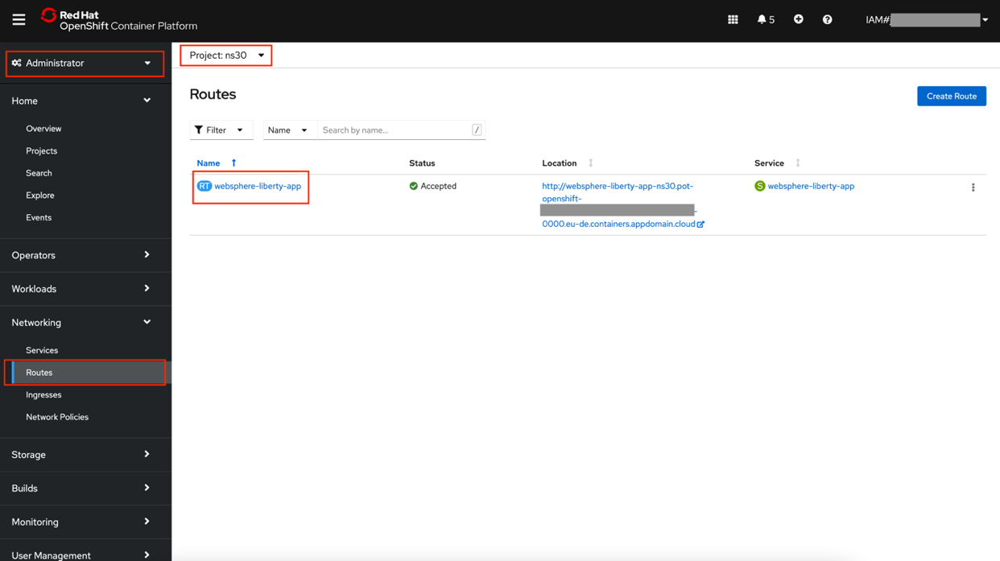 Red Hat
OpenShift Container Platform
5
IAM#j
Administrator
Project: ns30
Home
Overview
Projects
Search
Explore
Events
Operators
Workloads
Networking
Services
Routes
Ingresses
Network Policies
Storage
Builds
Monitoring
User Management
Routes
Create Route
Filter
Name
Search by name...
/
Name
Status
Location
Service
RT websphere-liberty-app
Accepted
http://websphere-liberty-app-ns30.pot-
openshift-
-
0000.eu-de.containers.appdomain.cloud
S websphere-liberty-app